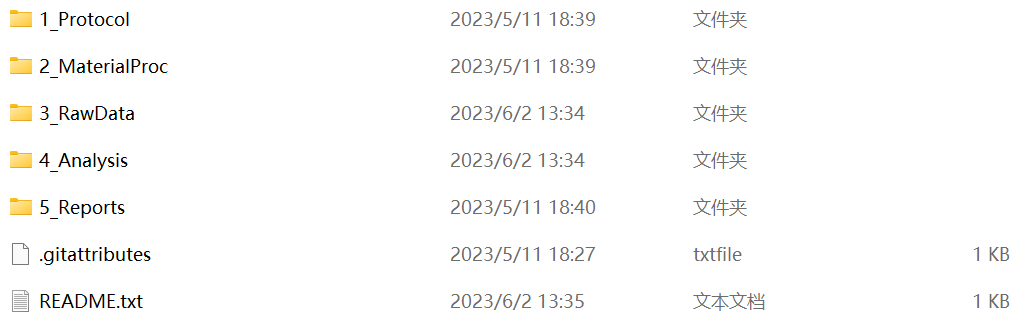 1_Protocol 2023/5/11 18:39 文件夹
2_MaterialProc 2023/5/11 18:39 文件夹
3_RawData 2023/6/2 13:34 文件夹
4_Analysis 2023/6/2 13:34 文件夹
5_Reports 2023/5/11 18:40 文件夹
.gitattributes 2023/5/11 18:27 txtfile 1 KB
README.txt 2023/6/2 13:35 文本文档 1 KB